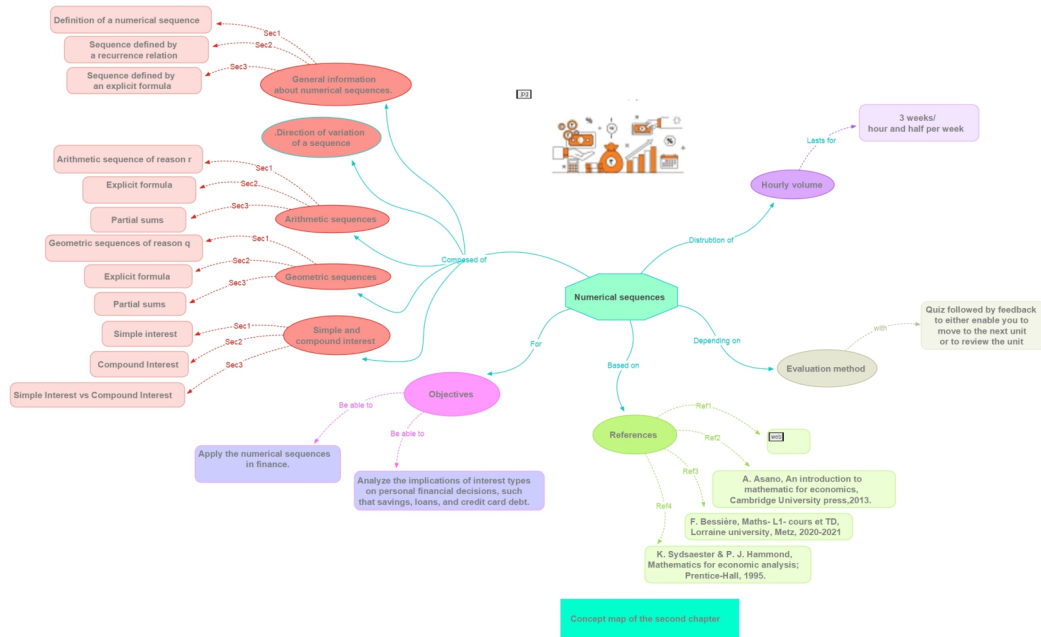 Definition of a numerical sequence
Sec1
Sequence defined by
a recurrence relation
Sec2
Sequence defined by
an explicit formula
Sec3
General information
about numerical sequences.
.Direction of variation
of a sequence
Arithmetic sequence of reason r
Sec1
Explicit formula
Sec2
Partial sums
Sec3
Arithmetic sequences
Geometric sequences of reason q
Sec1
Explicit formula
Sec2
Partial sums
Sec3
Geometric sequences
Simple interest
Sec1
Compound Interest
Sec2
Simple Interest vs Compound Interest
Sec3
Simple and
compound interest
Composed of
jpg
3 weeks/
hour and half per week
Lasts for
Hourly volume
Distrubtion of
Numerical sequences
Depending on
Evaluation method
with
Quiz followed by feedback
to either enable you to
move to the next unit
or to review the unit
For
Objectives
Be able to
Be able to
Apply the numerical sequences
in finance.
Analyze the implications of interest types
on personal financial decisions, such
that savings, loans, and credit card debt.
Based on
References
Ref1
web
Ref2
A. Asano, An introduction to
mathematic for economics,
Cambridge University press,2013.
Ref3
F. Bessière, Maths- L1- cours et TD,
Lorraine university, Metz, 2020-2021
Ref4
K. Sydsaester & P. J. Hammond,
Mathematics for economic analysis;
Prentice-Hall, 1995.
Concept map of the second chapter